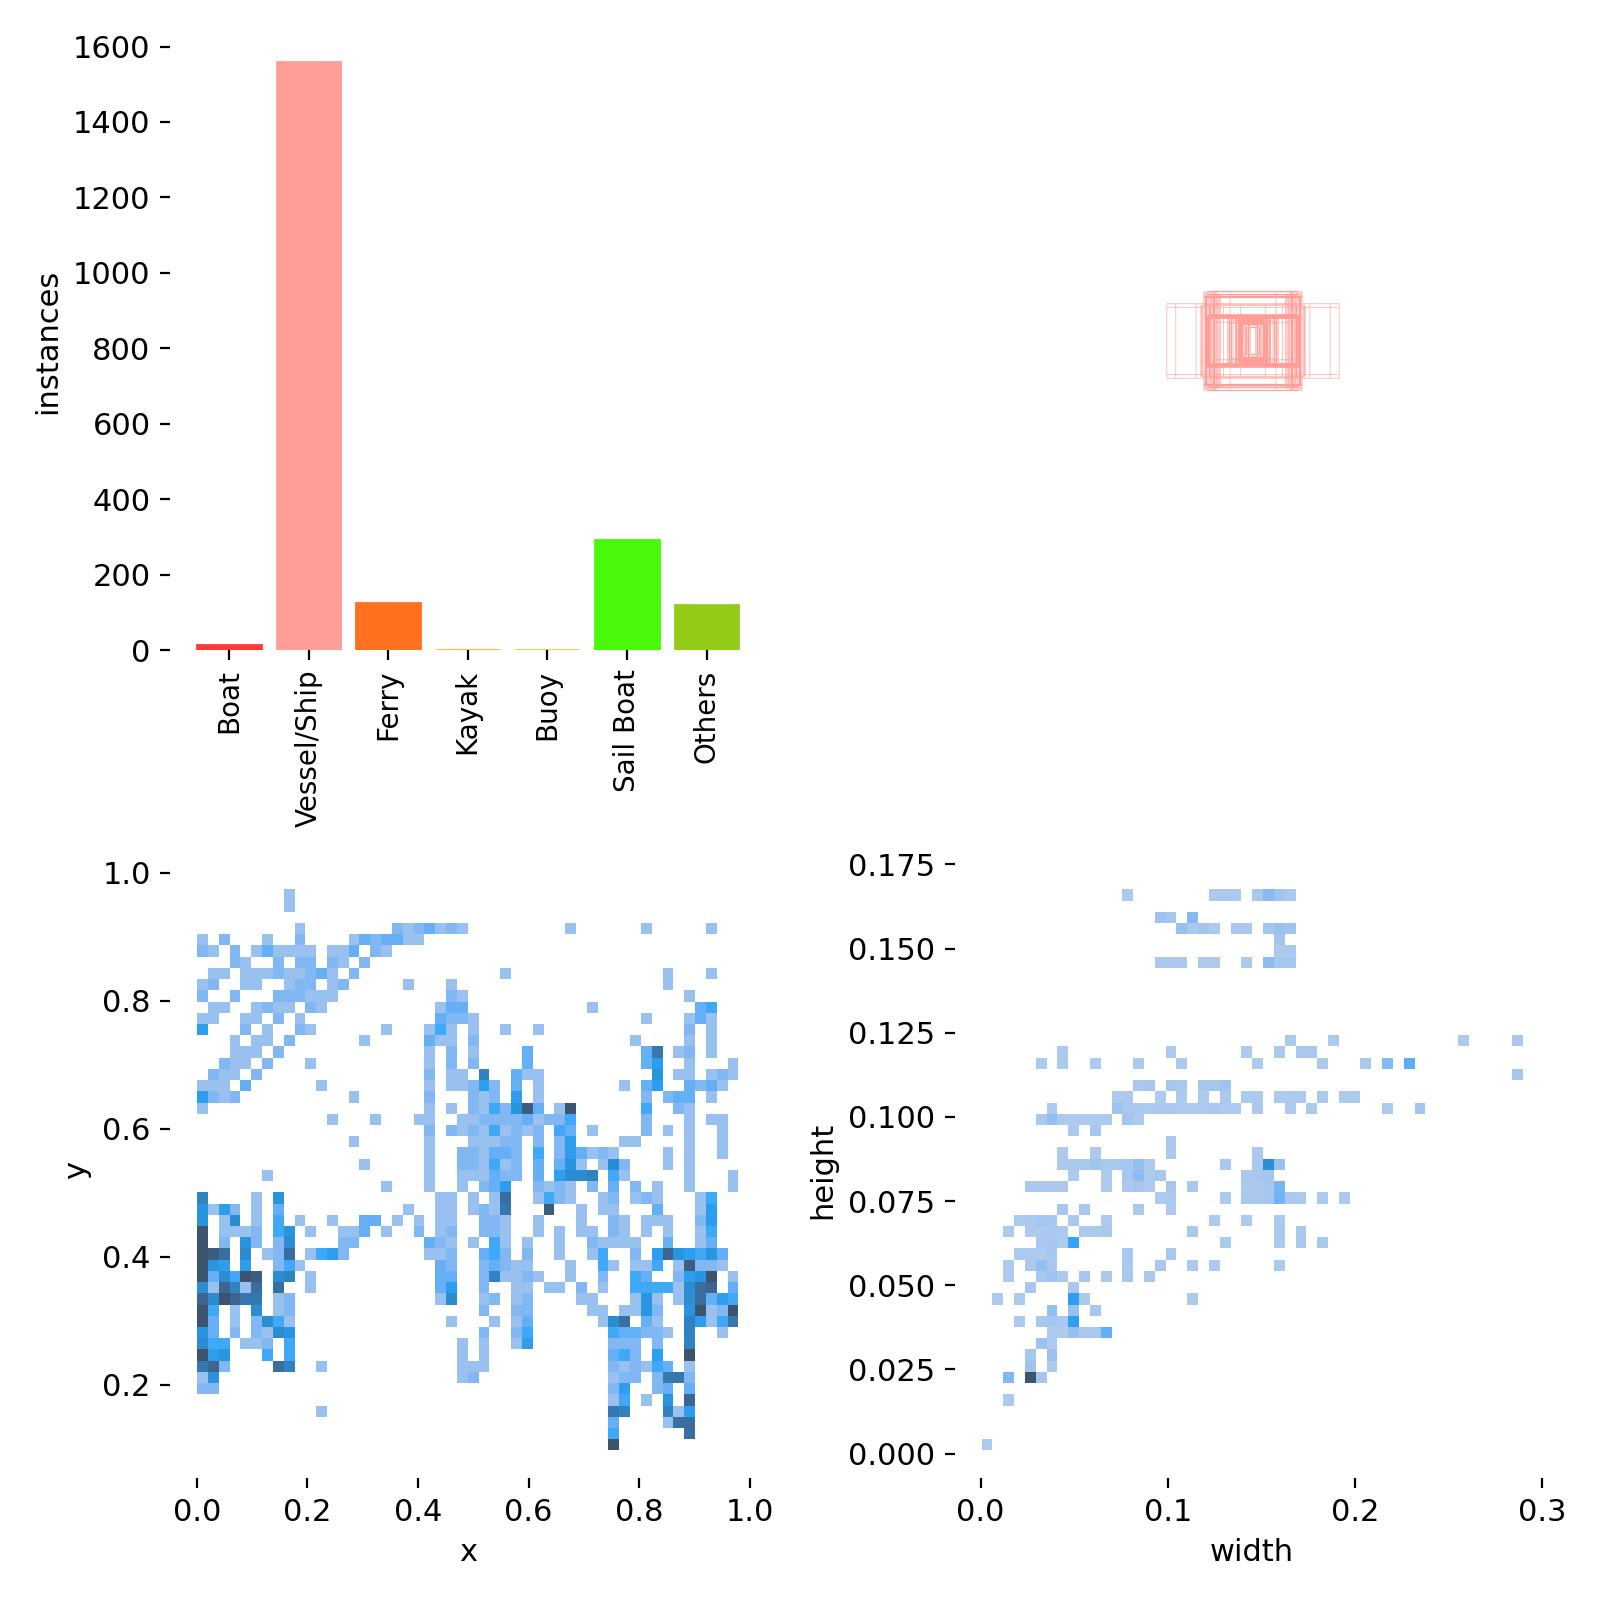 1600
1400
1200
1000
800
600
400
200
0
instances
Boat
Vessel/Ship
Ferry
Kayak
Buoy
Sail Boat
Others
1.0
0.8
0.6
0.4
0.2
y
0.0 0.2 0.4 0.6 0.8 1.0
x
0.175
0.150
0.125
0.100
0.075
0.050
0.025
0.000
height
0.0 0.1 0.2 0.3
width